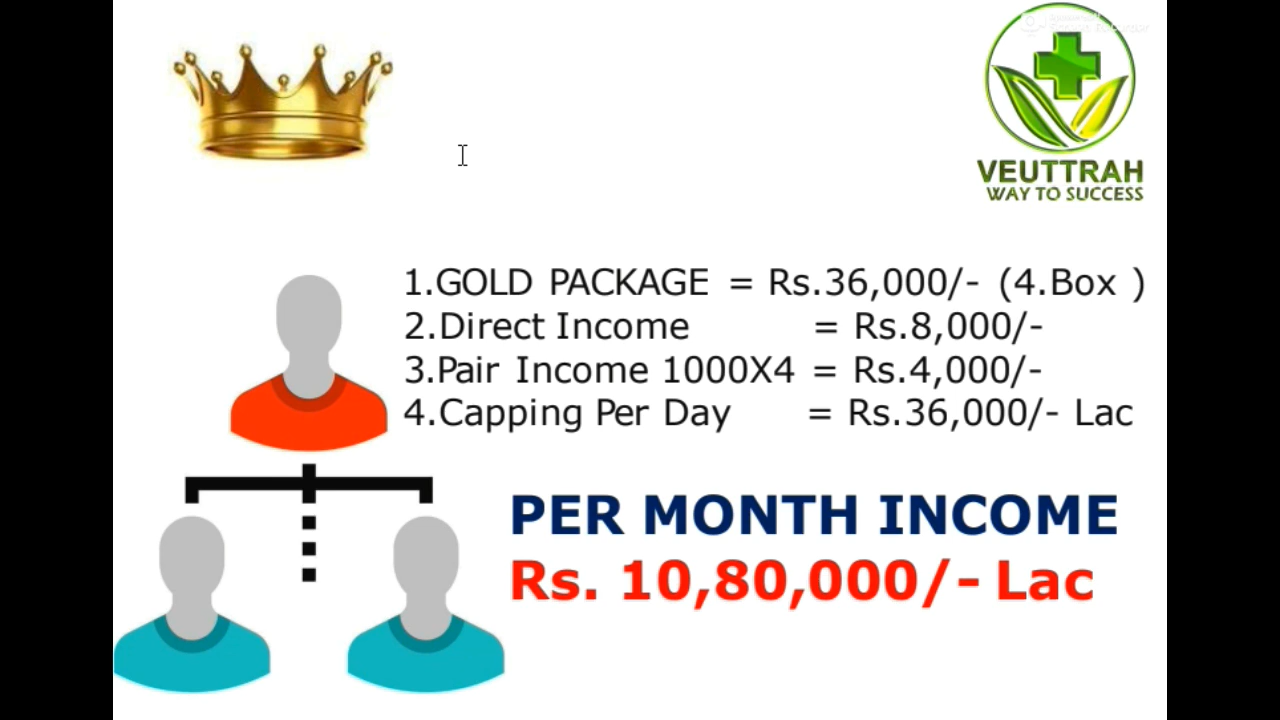 VEUTTRAH
WAY TO SUCCESS
1.GOLD PACKAGE = Rs.36,000/- (4.Box )
2.Direct Income = Rs.8,000/-
3.Pair Income 1000X4 = Rs.4,000/-
4.Capping Per Day = Rs.36,000/- Lac
PER MONTH INCOME
Rs. 10,80,000/- Lac